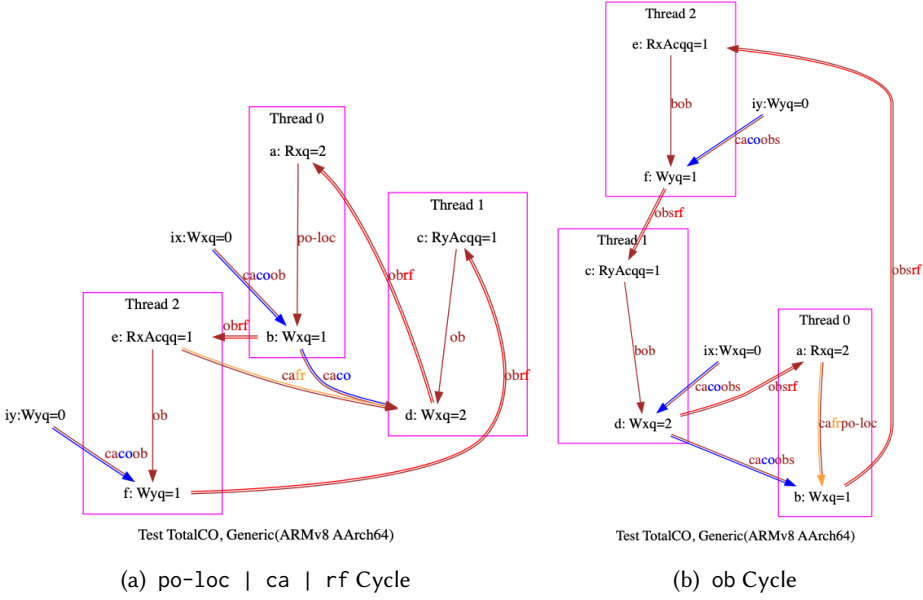 Thread 0
a: Rxq=2
po-loc
b: Wxq=1
Thread 1
c: RyAcqq=1
ob
d: Wxq=2
Thread 2
e: RxAcqq=1
ob
f: Wyq=1
ix:Wxq=0
cacoob
obrf
obrf
cafr
caco
obrf
iy:Wyq=0
cacoob
Test TotalCO, Generic(ARMv8 AArch64)
(a) po-loc | ca | rf Cycle
Thread 2
e: RxAcqq=1
bob
f: Wyq=1
iy:Wyq=0
cacoobs
obsrf
obsrf
Thread 1
c: RyAcqq=1
bob
d: Wxq=2
ix:Wxq=0
cacoobs
obsrf
cacoobs
Thread 0
a: Rxq=2
cafrpo-loc
b: Wxq=1
Test TotalCO, Generic(ARMv8 AArch64)
(b) ob Cycle